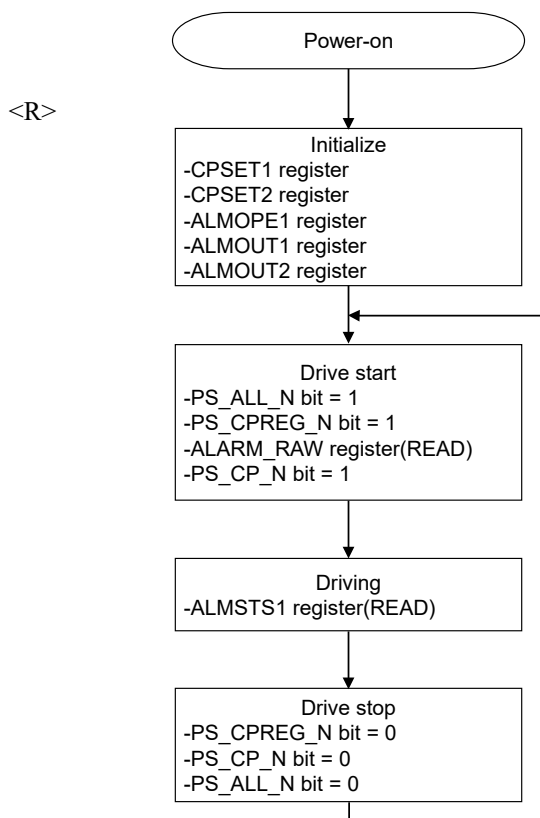 Power-on
<R>
Initialize
-CPSET1 register
-CPSET2 register
-ALMOPE1 register
-ALMOUT1 register
-ALMOUT2 register
Drive start
-PS_ALL_N bit = 1
-PS_CPREG_N bit = 1
-ALARM_RAW register(READ)
-PS_CP_N bit = 1
Driving
-ALMSTS1 register(READ)
Drive stop
-PS_CPREG_N bit = 0
-PS_CP_N bit = 0
-PS_ALL_N bit = 0